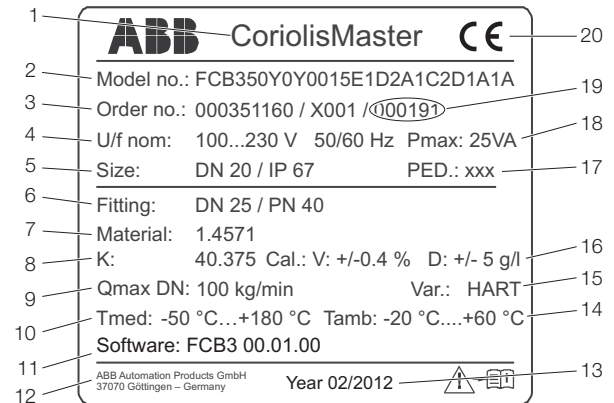 1 ABB CoriolisMaster CE 20
2 Model no.: FCB350Y0Y0015E1D2A1C2D1A1A
19
3 Order no.: 000351160 / X001 / 000191
4 U/f nom: 100...230 V 50/60 Hz Pmax: 25VA 18
5 Size: DN 20 / IP 67 PED.: xxx 17
6 Fitting: DN 25 / PN 40
7 Material: 1.4571
8 K: 40.375 Cal.: V: +/-0.4 % D: +/- 5 g/l 16
9 Qmax DN: 100 kg/min Var.: HART 15
10 Tmed: -50 °C...+180 °C Tamb: -20 °C....+60 °C 14
11 Software: FCB3 00.01.00
12 ABB Automation Products GmbH
37070 Göttingen – Germany
Year 02/2012 13